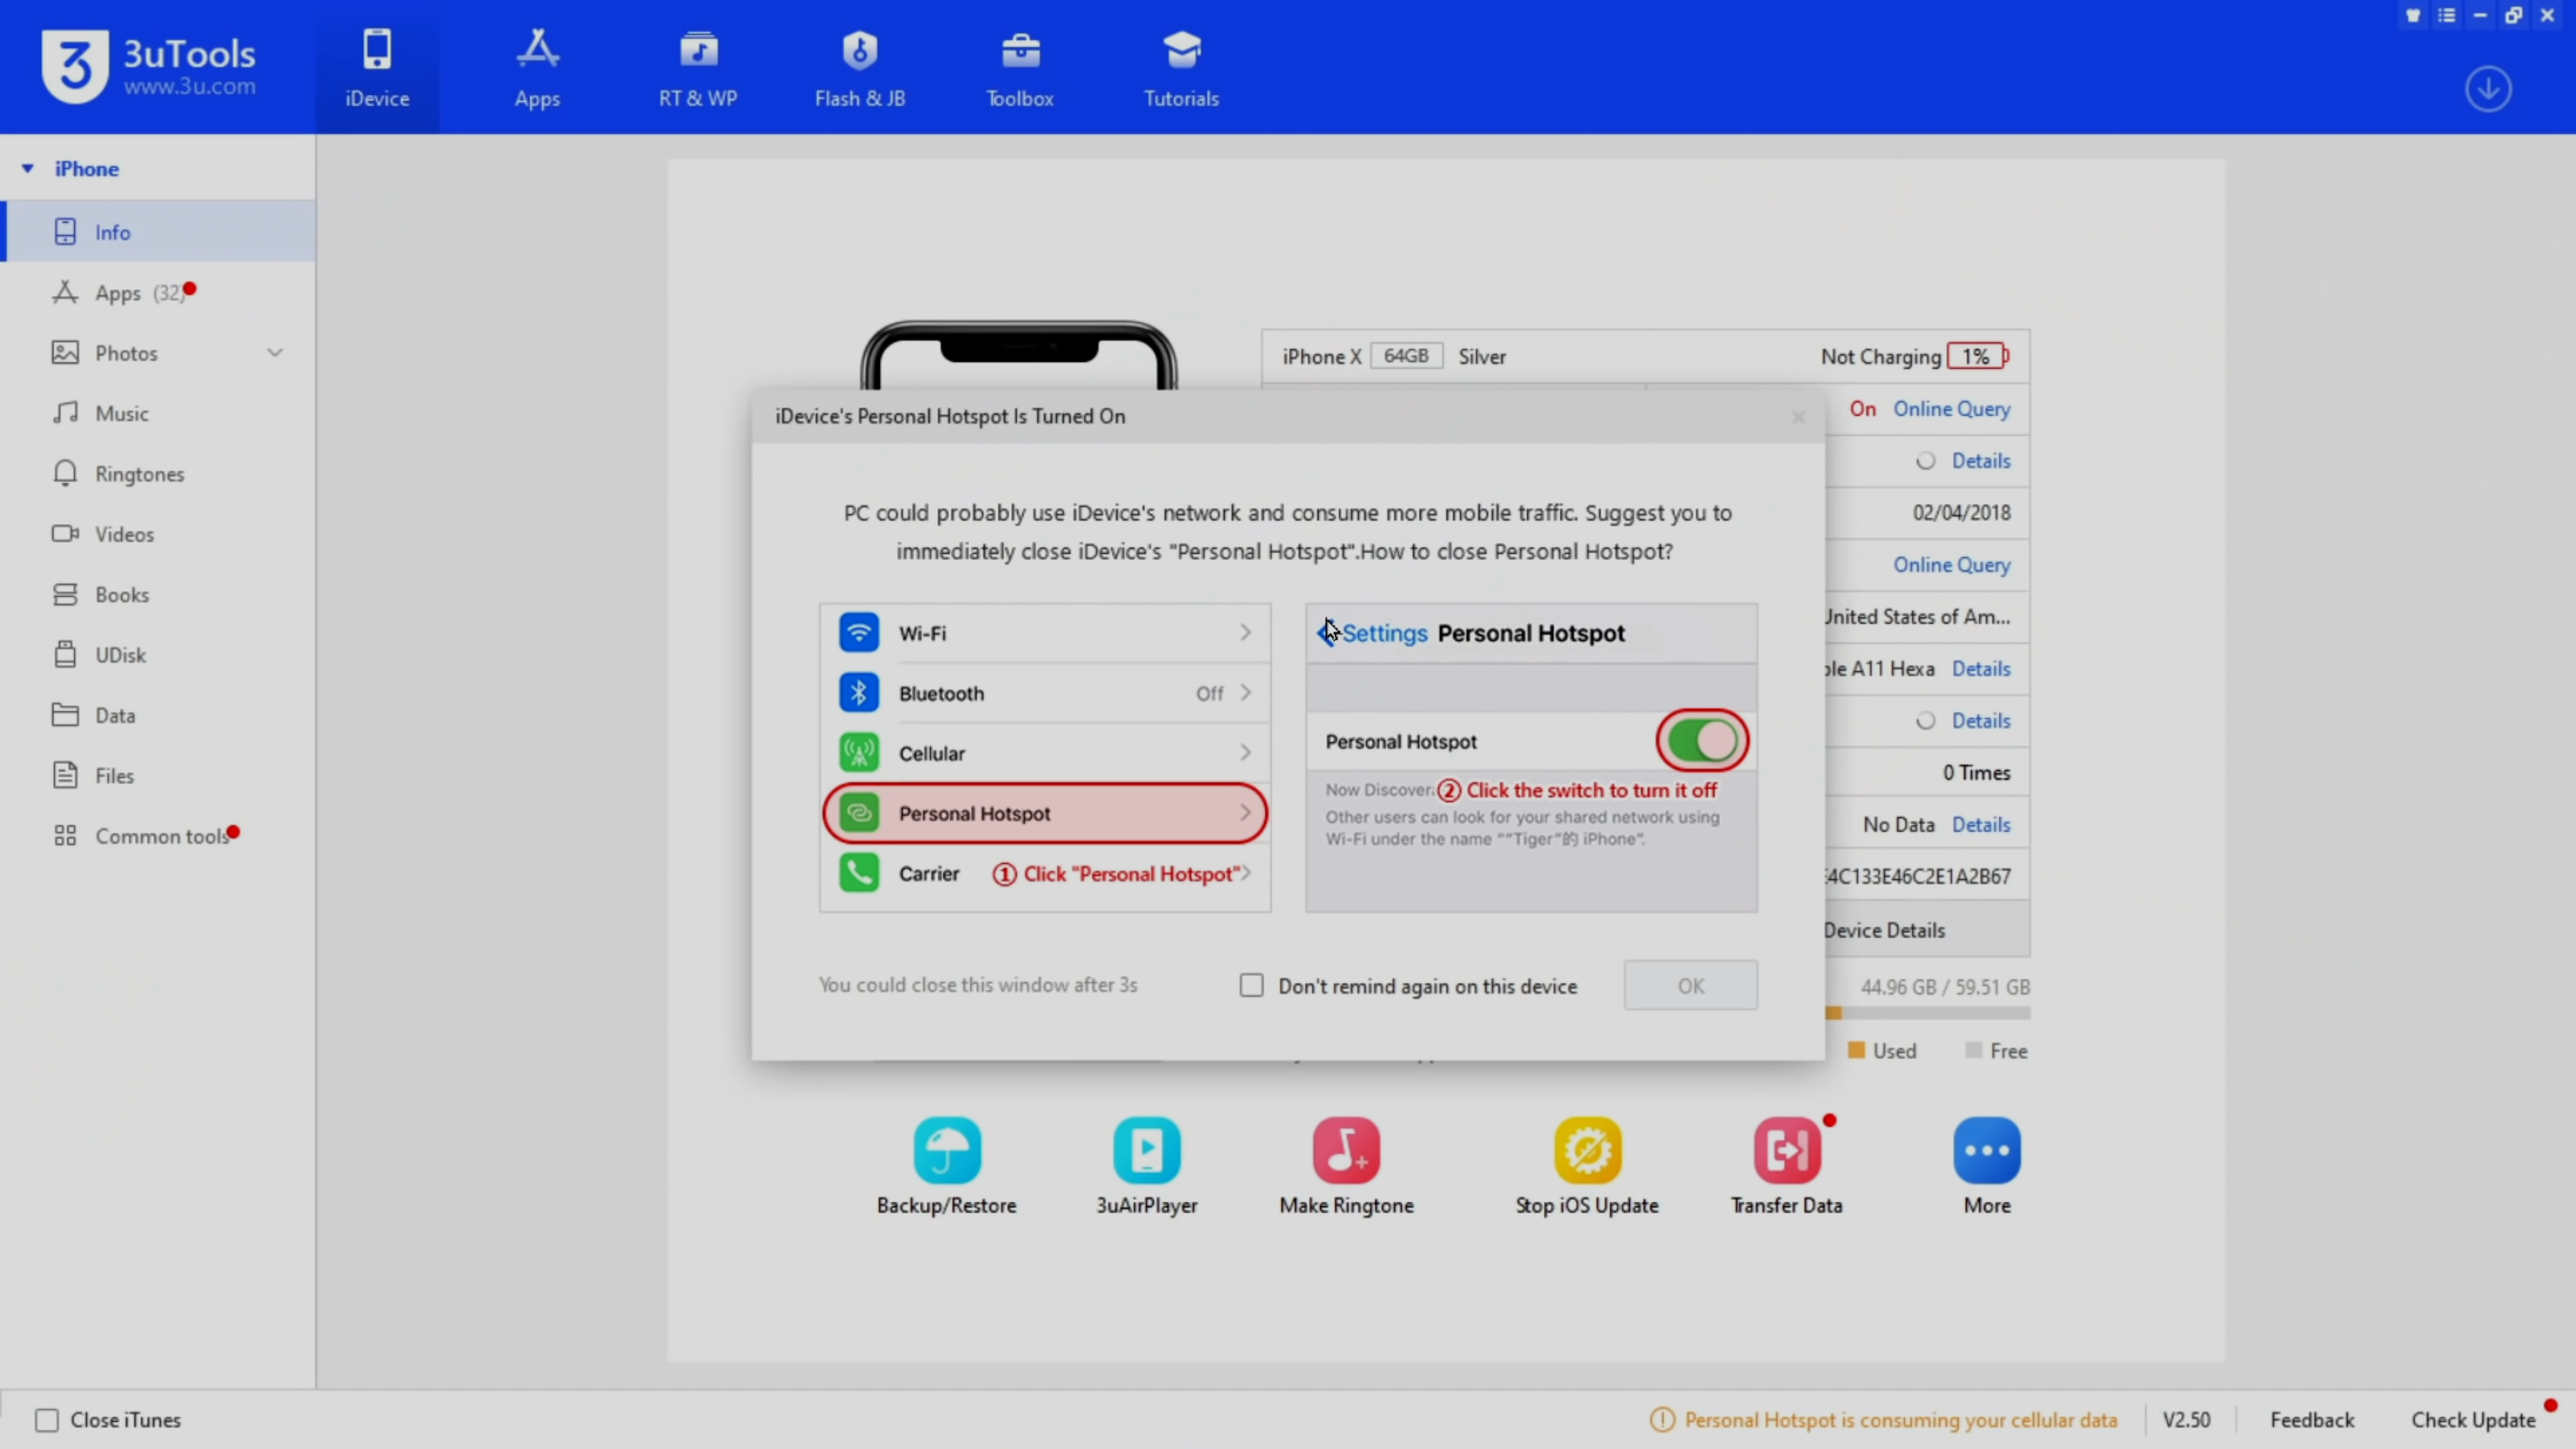 3uTools
www.3u.com
iDevice
Apps
RT & WP
Flash & JB
Toolbox
Tutorials
iPhone
Info
Apps (32)
Photos
Music
Ringtones
Videos
Books
UDisk
Data
Files
Common tools
iPhone X 64GB Silver Not Charging 1%
On Online Query
Details
02/04/2018
Online Query
United States of Am...
A11 Hexa Details
Details
0 Times
No Data Details
4C133E46C2E1A2B67
Device Details
44.96 GB / 59.51 GB
Used Free
iDevice's Personal Hotspot Is Turned On
PC could probably use iDevice's network and consume more mobile traffic. Suggest you to
immediately close iDevice's "Personal Hotspot".How to close Personal Hotspot?
Wi-Fi
Bluetooth Off
Cellular
Personal Hotspot
Carrier ① Click "Personal Hotspot"
Settings Personal Hotspot
Personal Hotspot
Now Discover ② Click the switch to turn it off
Other users can look for your shared network using
Wi-Fi under the name ""Tiger"的 iPhone".
You could close this window after 3s
Don't remind again on this device
OK
Backup/Restore
3uAirPlayer
Make Ringtone
Stop iOS Update
Transfer Data
More
Close iTunes
Personal Hotspot is consuming your cellular data
V2.50
Feedback
Check Update